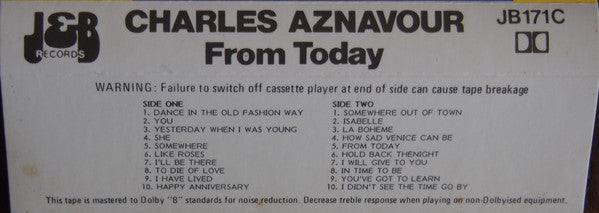 J&B
RECORDS
CHARLES AZNAVOUR
From Today
JB171C
WARNING: Failure to switch off cassette player at end of side can cause tape breakage
SIDE ONE
1. DANCE IN THE OLD FASHION WAY
2. YOU
3. YESTERDAY WHEN I WAS YOUNG
4. SHE
5. SOMEWHERE
6. LIKE ROSES
7. I'LL BE THERE
8. TO DIE OF LOVE
9. I HAVE LIVED
10. HAPPY ANNIVERSARY
SIDE TWO
1. SOMEWHERE OUT OF TOWN
2. ISABELLE
3. LA BOHEME
4. HOW SAD VENICE CAN BE
5. FROM TODAY
6. HOLD BACK THENIGHT
7. I WILL GIVE TO YOU
8. IN TIME TO BE
9. YOU'VE GOT TO LEARN
10. I DIDN'T SEE THE TIME GO BY
This tape is mastered to Dolby "B" standards for noise reduction. Decrease treble response when playing on non-Dolbyised equipment.